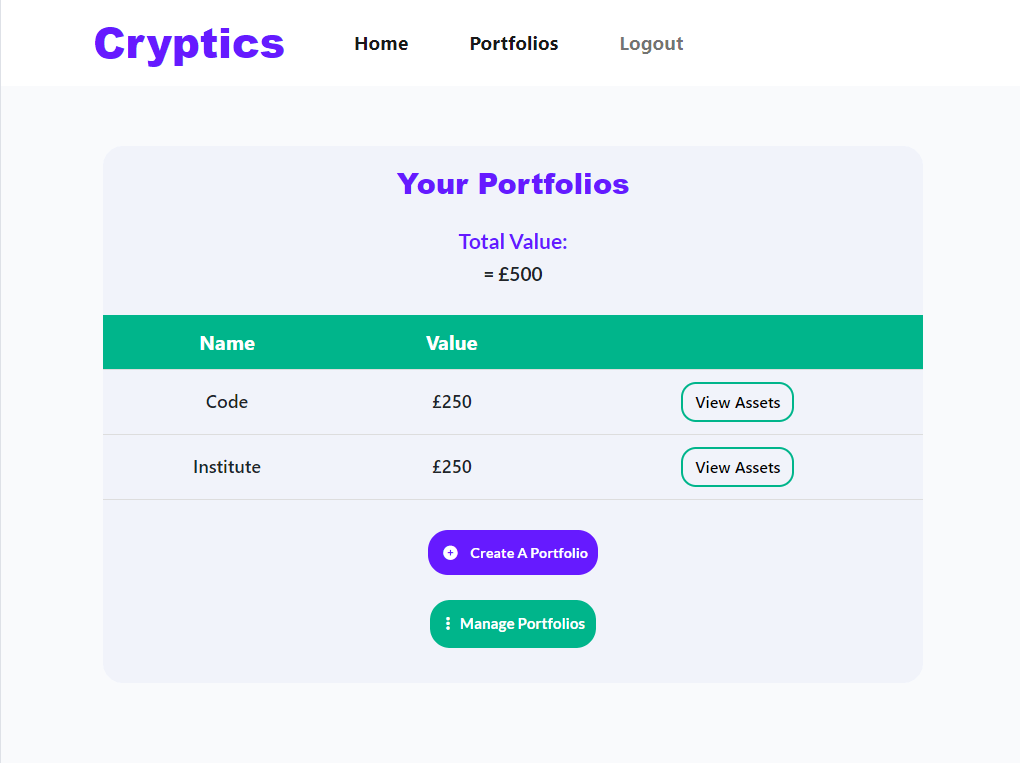 Cryptics Home Portfolios Logout
Your Portfolios
Total Value:
= £500
Name Value
Code £250 View Assets
Institute £250 View Assets
Create A Portfolio
Manage Portfolios